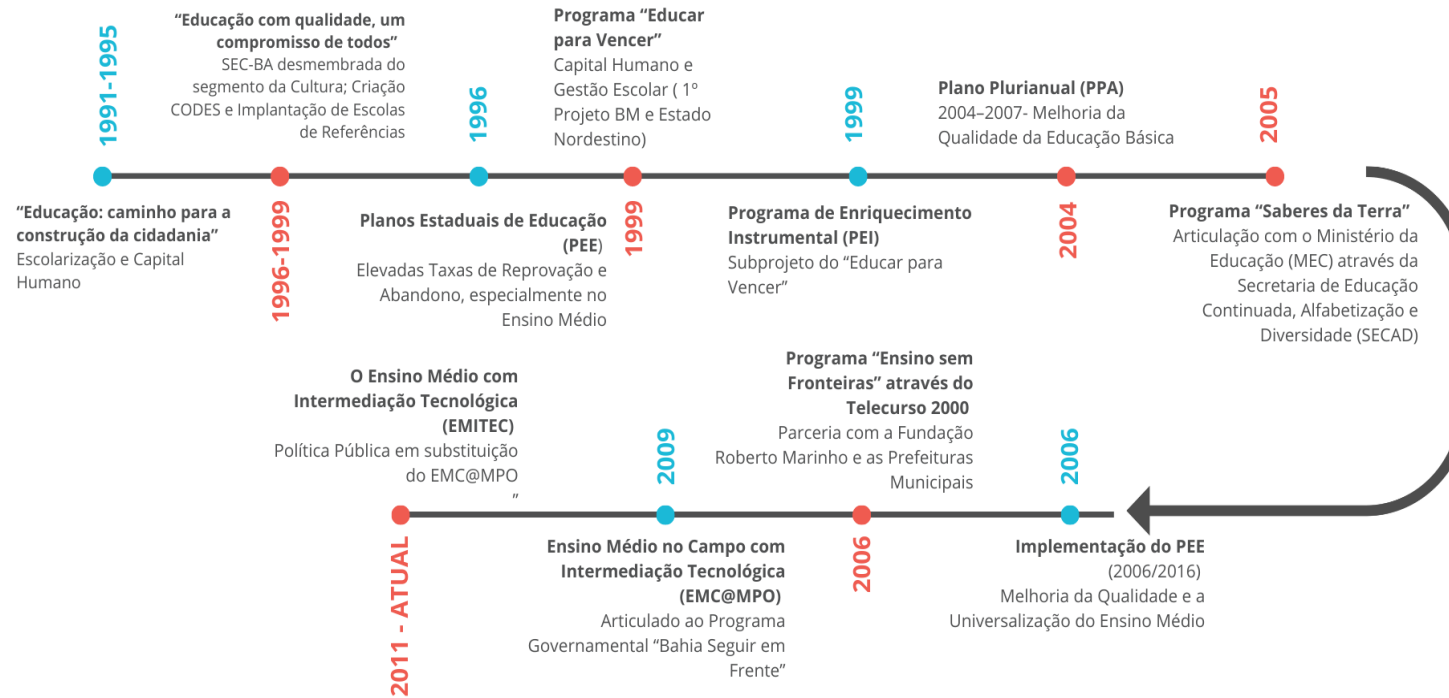 1991-1995
“Educação: caminho para a
construção da cidadania”
Escolarização e Capital
Humano
“Educação com qualidade, um
compromisso de todos”
SEC-BA desmembrada do
segmento da Cultura; Criação
CODES e Implantação de Escolas
de Referências
1996-1999
1996
Planos Estaduais de Educação
(PEE)
Elevadas Taxas de Reprovação e
Abandono, especialmente no
Ensino Médio
Programa “Educar
para Vencer”
Capital Humano e
Gestão Escolar ( 1º
Projeto BM e Estado
Nordestino)
1999
1999
Programa de Enriquecimento
Instrumental (PEI)
Subprojeto do “Educar para
Vencer”
Plano Plurianual (PPA)
2004–2007- Melhoria da
Qualidade da Educação Básica
2004
2005
Programa “Saberes da Terra”
Articulação com o Ministério da
Educação (MEC) através da
Secretaria de Educação
Continuada, Alfabetização e
Diversidade (SECAD)
2006
Implementação do PEE
(2006/2016)
Melhoria da Qualidade e a
Universalização do Ensino Médio
Programa “Ensino sem
Fronteiras” através do
Telecurso 2000
Parceria com a Fundação
Roberto Marinho e as Prefeituras
Municipais
2006
2009
Ensino Médio no Campo com
Intermediação Tecnológica
(EMC@MPO)
Articulado ao Programa
Governamental “Bahia Seguir em
Frente”
O Ensino Médio com
Intermediação Tecnológica
(EMITEC)
Política Pública em substituição
do EMC@MPO
”
2011 - ATUAL